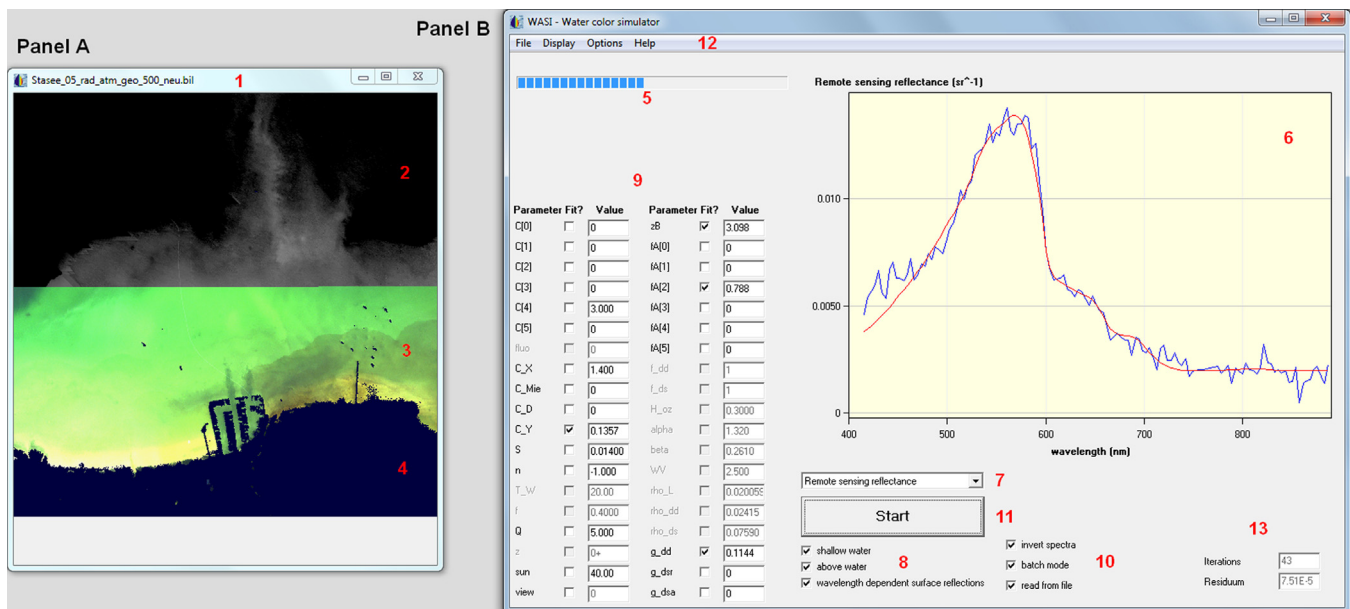 Panel A
Panel B
Stasee_05_rad_atm_geo_500_neu.bil
1
2
3
4
WASI - Water color simulator
File Display Options Help
12
5
9
Parameter Fit? Value Parameter Fit? Value
C[0] 0 zB 3.098
C[1] 0 fA[0] 0
C[2] 0 fA[1] 0
C[3] 0 fA[2] 0.788
C[4] 3.000 fA[3] 0
C[5] 0 fA[4] 0
fluo 0 fA[5] 0
C_X 1.400 f_dd 1
C_Mie 0 f_ds 1
C_D 0 H_oz 0.3000
C_Y 0.1357 alpha 1.320
S 0.01400 beta 0.2610
n -1.000 WV 2.500
T_W 20.00 rho_L 0.020059
f 0.4000 rho_dd 0.02415
Q 5.000 rho_ds 0.07590
z 0+ g_dd 0.1144
sun 40.00 g_dsr 0
view 0 g_dsa 0
Remote sensing reflectance (sr^-1)
6
0.010
0.0050
0
400 500 600 700 800
wavelength (nm)
Remote sensing reflectance
7
Start
11
shallow water
above water
wavelength dependent surface reflections
8
invert spectra
batch mode
read from file
10
13
Iterations 43
Residuum 7.51E-5